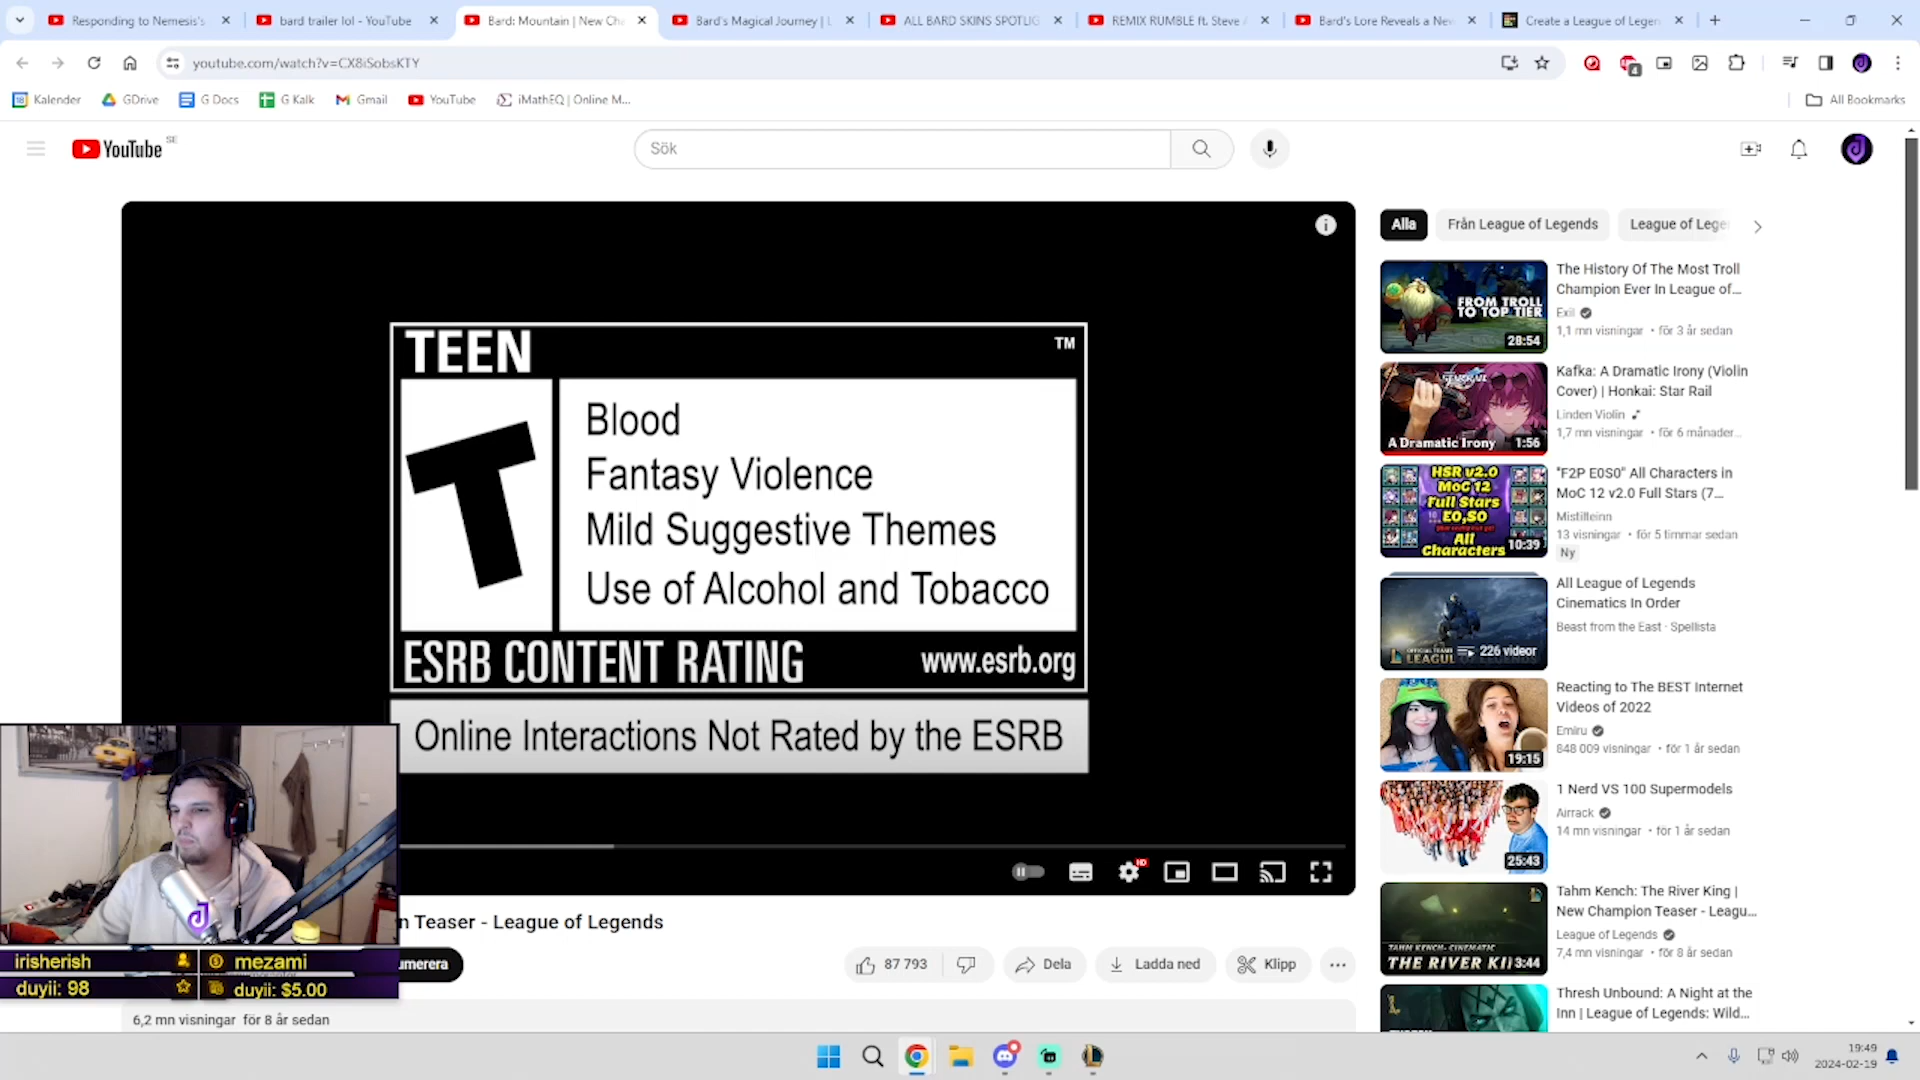 Responding to Nemesis's
bard trailer lol - YouTube
Bard: Mountain | New Cha
Bard's Magical Journey | L
ALL BARD SKINS SPOTLIG
REMIX RUMBLE ft. Steve A
Bard's Lore Reveals a New
Create a League of Legen
youtube.com/watch?v=CX8iSobsKTY
4
18 Kalender
GDrive
G Docs
G Kalk
Gmail
YouTube
iMathEQ | Online M...
All Bookmarks
YouTube SE
Sök
TEEN
TM
T
Blood
Fantasy Violence
Mild Suggestive Themes
Use of Alcohol and Tobacco
ESRB CONTENT RATING
www.esrb.org
Online Interactions Not Rated by the ESRB
HD
n Teaser - League of Legends
umerera
87 793
Dela
Ladda ned
Klipp
6,2 mn visningar för 8 år sedan
irisherish
mezami
duyii: 98
duyii: $5.00
Alla
Från League of Legends
League of Lege
FROM TROLL
TO TOP TIER
28:54
The History Of The Most Troll
Champion Ever In League of...
Exil
1,1 mn visningar • för 3 år sedan
A Dramatic Irony
1:56
Kafka: A Dramatic Irony (Violin
Cover) | Honkai: Star Rail
Linden Violin
1,7 mn visningar • för 6 månader...
HSR v2.0
MoC 12
Full Stars
E0,S0
All
Characters
10:39
"F2P E0S0" All Characters in
MoC 12 v2.0 Full Stars (7...
Mistilteinn
13 visningar • för 5 timmar sedan
Ny
226 videor
All League of Legends
Cinematics In Order
Beast from the East · Spellista
19:15
Reacting to The BEST Internet
Videos of 2022
Emiru
848 009 visningar • för 1 år sedan
25:43
1 Nerd VS 100 Supermodels
Airrack
14 mn visningar • för 1 år sedan
TAHM KENCH- CINEMATIC
THE RIVER KI
3:44
Tahm Kench: The River King |
New Champion Teaser - Leagu...
League of Legends
7,4 mn visningar • för 8 år sedan
Thresh Unbound: A Night at the
Inn | League of Legends: Wild...
19:49
2024-02-19